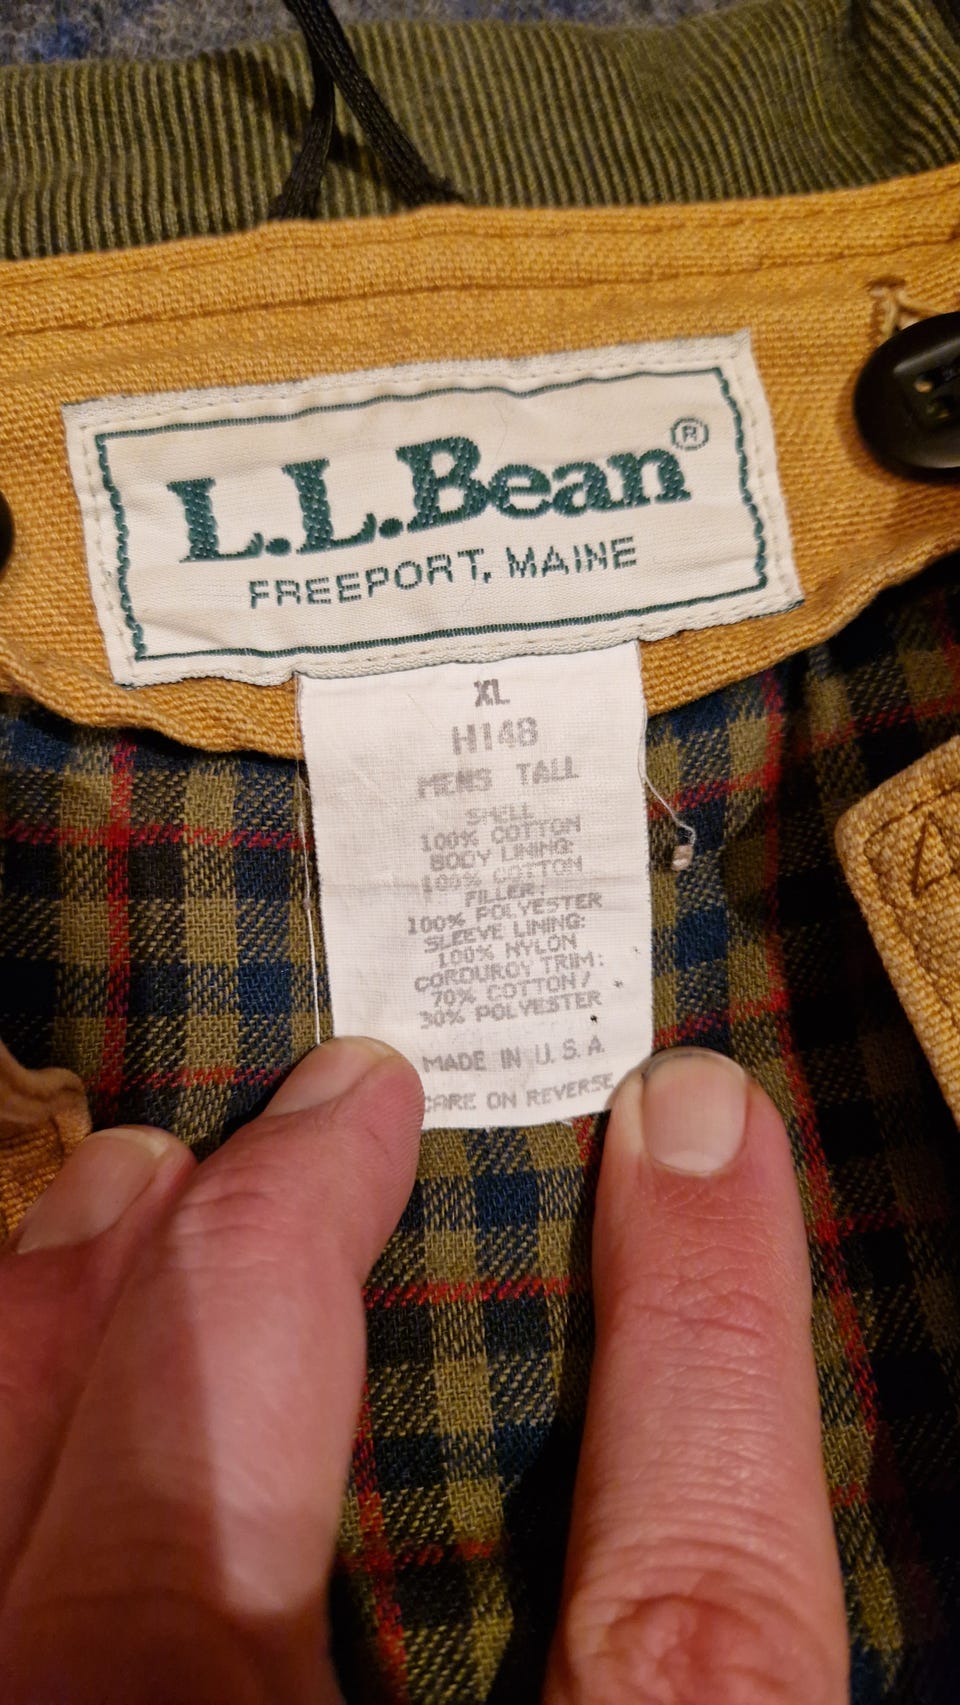 L.L.Bean®
FREEPORT, MAINE
XL
H148
MENS TALL
SHELL
100% COTTON
BODY LINING:
100% COTTON
FILLER:
100% POLYESTER
SLEEVE LINING:
100% NYLON
CORDUROY TRIM:
70% COTTON/
30% POLYESTER
MADE IN U.S.A.
CARE ON REVERSE